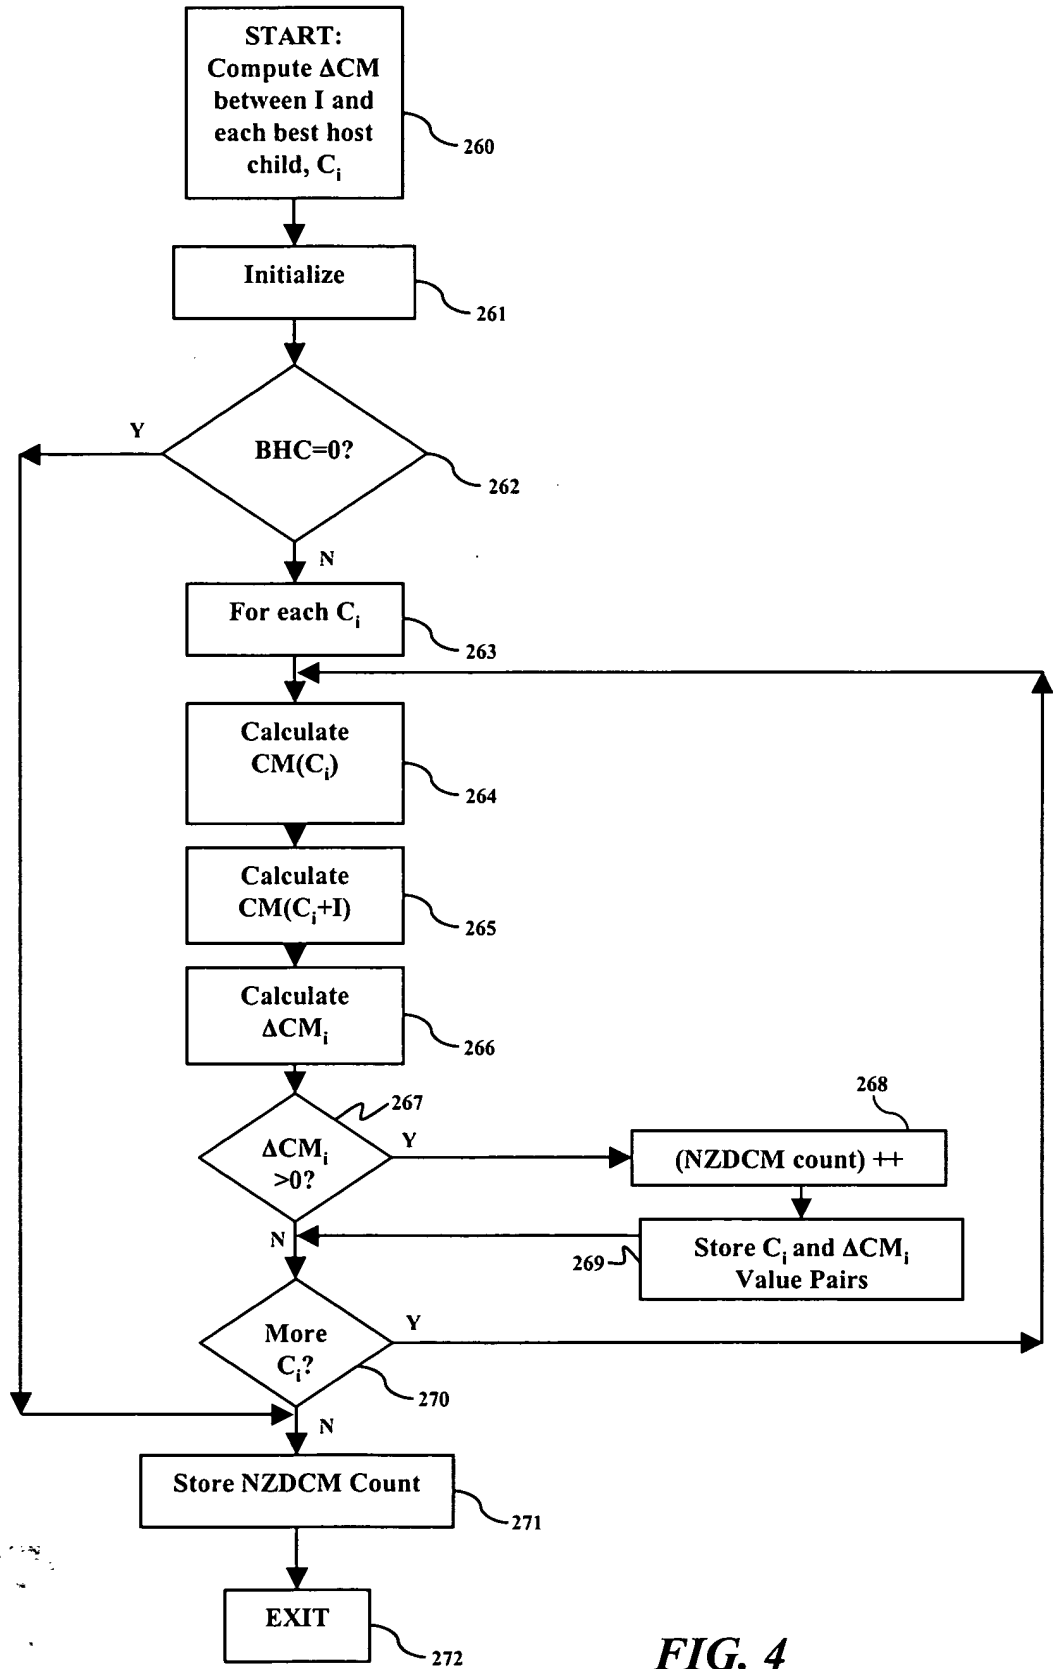 START:
Compute ΔCM
between I and
each best host
child, Ci
260
Initialize
261
Y
BHC=0?
262
N
For each Ci
263
Calculate
CM(Ci)
264
Calculate
CM(Ci+I)
265
Calculate
ΔCMi
266
267
ΔCMi
>0?
Y
268
(NZDCM count) ++
N
269
Store Ci and ΔCMi
Value Pairs
More
Ci?
Y
270
N
Store NZDCM Count
271
EXIT
272
FIG. 4